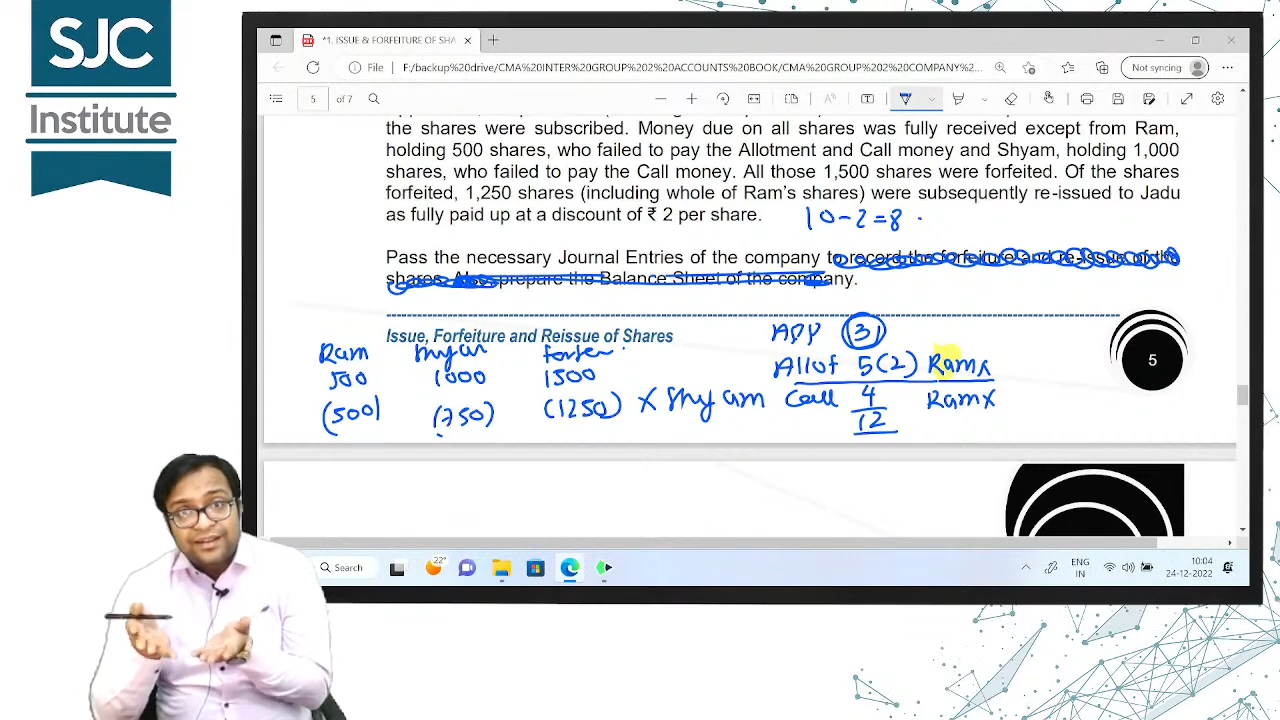 SJC
Institute
*1. ISSUE & FORFEITURE OF SHA
File
F:/backup%20drive/CMA%20INTER%20GROUP%202%20ACCOUNTS%20BOOK/CMA%20GROUP%202%20COMPANY%2...
Not syncing
5 of 7
the shares were subscribed. Money due on all shares was fully received except from Ram,
holding 500 shares, who failed to pay the Allotment and Call money and Shyam, holding 1,000
shares, who failed to pay the Call money. All those 1,500 shares were forfeited. Of the shares
forfeited, 1,250 shares (including whole of Ram's shares) were subsequently re-issued to Jadu
as fully paid up at a discount of ₹ 2 per share.
10-2=8
Pass the necessary Journal Entries of the company to record the forfeiture and re-issue of the
shares. Also prepare the Balance Sheet of the company.
Issue, Forfeiture and Reissue of Shares
App 3
Ram
500 1000 1500
Allot 5(2) Ram x
(500) (750) (1250) x Shyam Call 4 Ram x
12
5
Search
22°
ENG
IN
10:04
24-12-2022